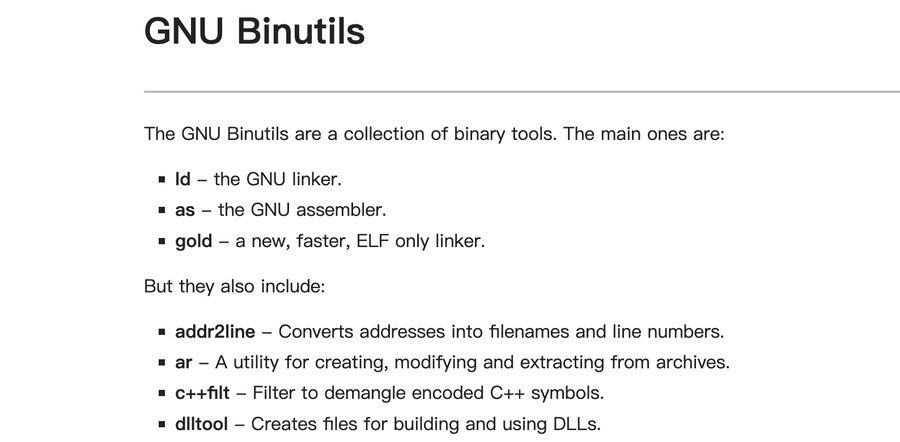 GNU Binutils
The GNU Binutils are a collection of binary tools. The main ones are:
▪ ld – the GNU linker.
▪ as – the GNU assembler.
▪ gold – a new, faster, ELF only linker.
But they also include:
▪ addr2line – Converts addresses into filenames and line numbers.
▪ ar – A utility for creating, modifying and extracting from archives.
▪ c++filt – Filter to demangle encoded C++ symbols.
▪ dlltool – Creates files for building and using DLLs.